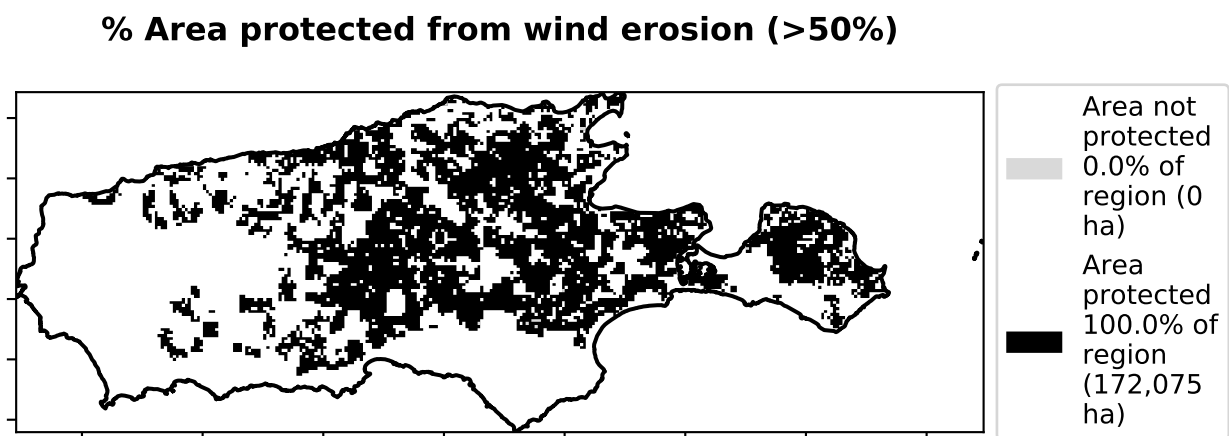 % Area protected from wind erosion (>50%)
Area not
protected
0.0% of
region (0
ha)
Area
protected
100.0% of
region
(172,075
ha)